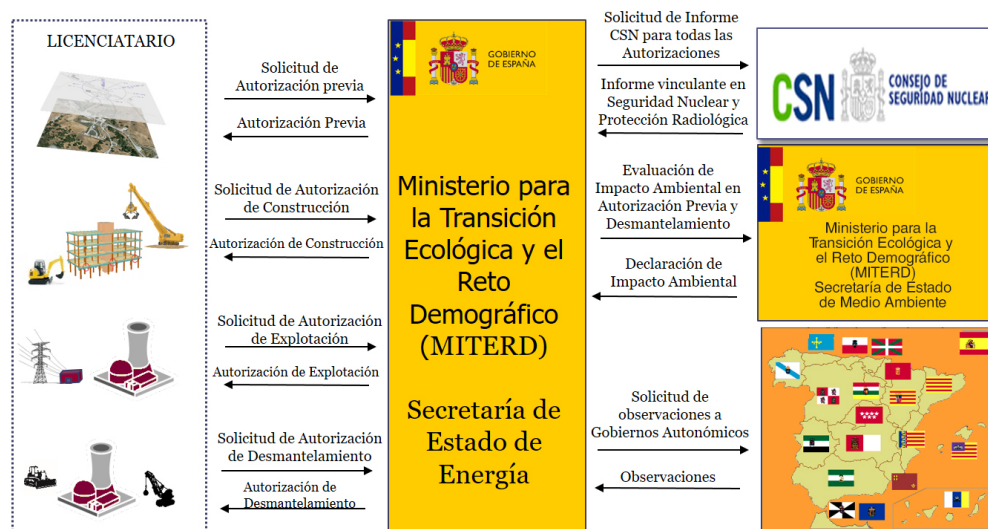 LICENCIATARIO
Solicitud de
Autorización previa
Autorización Previa
Solicitud de Autorización
de Construcción
Autorización de Construcción
Solicitud de Autorización
de Explotación
Autorización de Explotación
Solicitud de Autorización
de Desmantelamiento
Autorización de
Desmantelamiento
GOBIERNO
DE ESPAÑA
Ministerio para
la Transición
Ecológica y el
Reto
Demográfico
(MITERD)
Secretaría de
Estado de
Energía
Solicitud de Informe
CSN para todas las
Autorizaciones
Informe vinculante en
Seguridad Nuclear y
Protección Radiológica
Evaluación de
Impacto Ambiental en
Autorización Previa y
Desmantelamiento
Declaración de
Impacto Ambiental
Solicitud de
observaciones a
Gobiernos Autonómicos
Observaciones
CSN
CONSEJO DE
SEGURIDAD NUCLEAR
GOBIERNO
DE ESPAÑA
Ministerio para la
Transición Ecológica y
el Reto Demográfico
(MITERD)
Secretaría de Estado
de Medio Ambiente